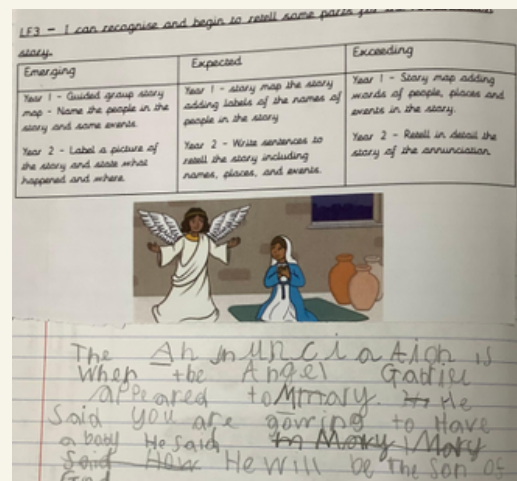 LF3 - I can recognise and begin to retell some parts for the Annunciation
story.
Emerging
Year 1 - Guided group story
map - Name the people in the
story and some events.
Year 2 - Label a picture of
the story and state what
happened and where.
Expected
Year 1 - story map the story
adding labels of the names of
people in the story
Year 2 - Write sentences to
retell the story including
names, places, and events.
Exceeding
Year 1 - Story map adding
words of people, places and
events in the story.
Year 2 - Retell in detail the
story of the annunciation
The Annunciation is
When the Angel
appeared to Mary. He
Said you are goiring to Have
a baby He said Mary
Said How He will be The Son of
God